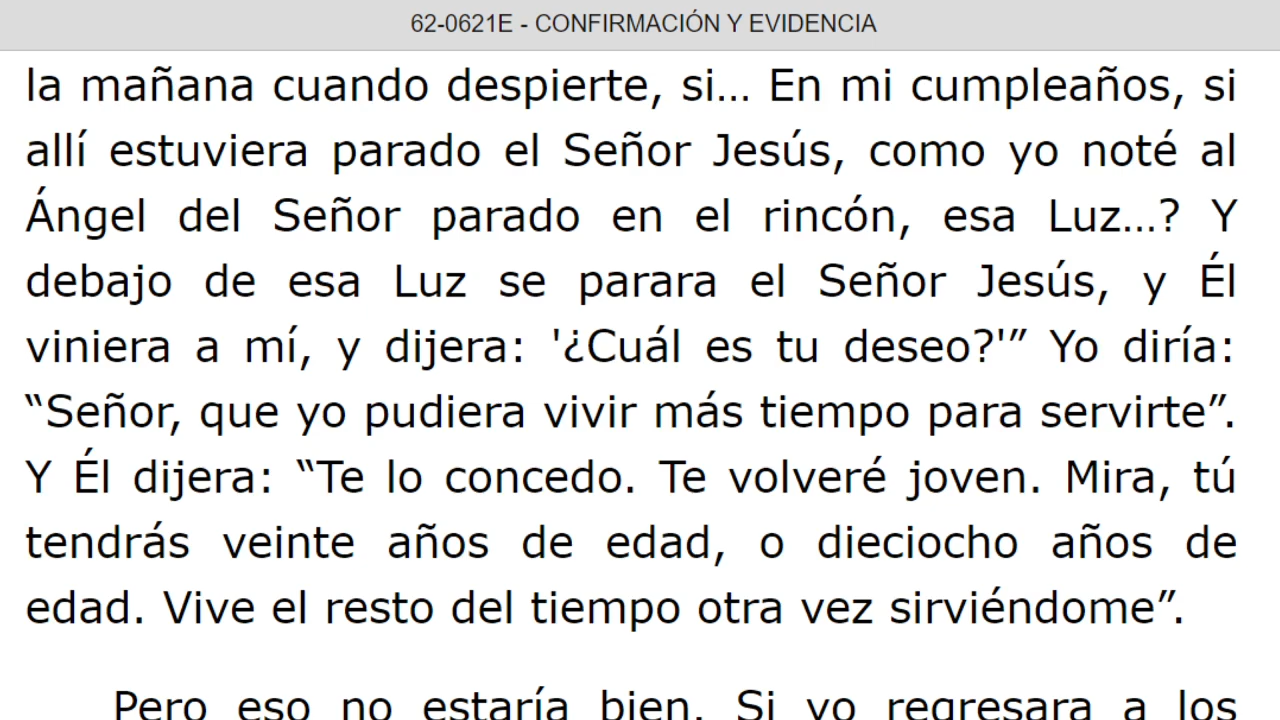 62-0621E - CONFIRMACIÓN Y EVIDENCIA
la mañana cuando despierte, si... En mi cumpleaños, si
allí estuviera parado el Señor Jesús, como yo noté al
Ángel del Señor parado en el rincón, esa Luz...? Y
debajo de esa Luz se parara el Señor Jesús, y Él
viniera a mí, y dijera: '¿Cuál es tu deseo?'” Yo diría:
“Señor, que yo pudiera vivir más tiempo para servirte”.
Y Él dijera: “Te lo concedo. Te volveré joven. Mira, tú
tendrás veinte años de edad, o dieciocho años de
edad. Vive el resto del tiempo otra vez sirviéndome”.
Pero eso no estaría bien. Si yo regresara a los